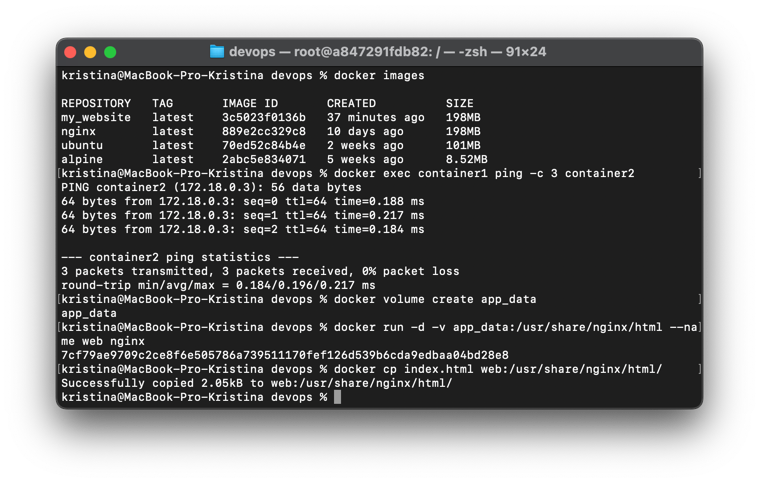 devops — root@a847291fdb82: / — -zsh — 91×24
kristina@MacBook-Pro-Kristina devops % docker images
REPOSITORY   TAG       IMAGE ID       CREATED          SIZE
my_website   latest    3c5023f0136b   37 minutes ago   198MB
nginx        latest    889e2cc329c8   10 days ago      198MB
ubuntu       latest    70ed52c84b4e   2 weeks ago      101MB
alpine       latest    2abc5e834071   5 weeks ago      8.52MB
[kristina@MacBook-Pro-Kristina devops % docker exec container1 ping -c 3 container2         ]
PING container2 (172.18.0.3): 56 data bytes
64 bytes from 172.18.0.3: seq=0 ttl=64 time=0.188 ms
64 bytes from 172.18.0.3: seq=1 ttl=64 time=0.217 ms
64 bytes from 172.18.0.3: seq=2 ttl=64 time=0.184 ms
--- container2 ping statistics ---
3 packets transmitted, 3 packets received, 0% packet loss
round-trip min/avg/max = 0.184/0.196/0.217 ms
[kristina@MacBook-Pro-Kristina devops % docker volume create app_data                       ]
app_data
[kristina@MacBook-Pro-Kristina devops % docker run -d -v app_data:/usr/share/nginx/html --na]
me web nginx
7cf79ae9709c2ce8f6e505786a739511170fef126d539b6cda9edbaa04bd28e8
[kristina@MacBook-Pro-Kristina devops % docker cp index.html web:/usr/share/nginx/html/     ]
Successfully copied 2.05kB to web:/usr/share/nginx/html/
kristina@MacBook-Pro-Kristina devops %